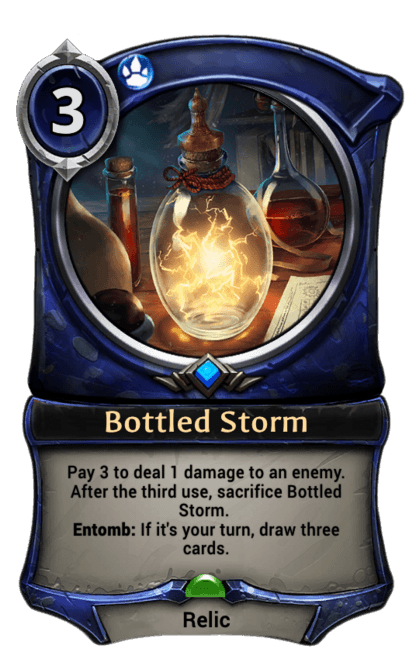 3
Bottled Storm
Pay 3 to deal 1 damage to an enemy.
After the third use, sacrifice Bottled
Storm.
Entomb: If it's your turn, draw three
cards.
Relic